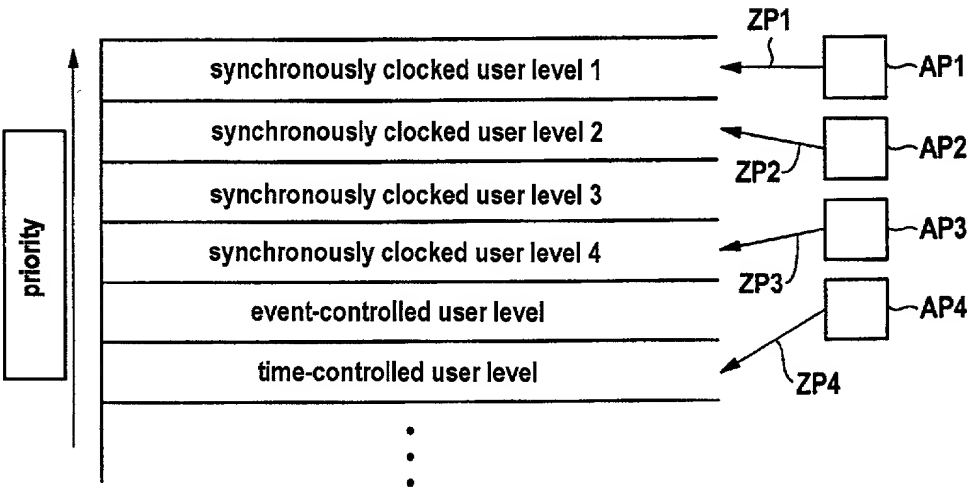 ZP1
synchronously clocked user level 1
AP1
synchronously clocked user level 2
ZP2
AP2
synchronously clocked user level 3
AP3
synchronously clocked user level 4
ZP3
priority
event-controlled user level
AP4
time-controlled user level
ZP4